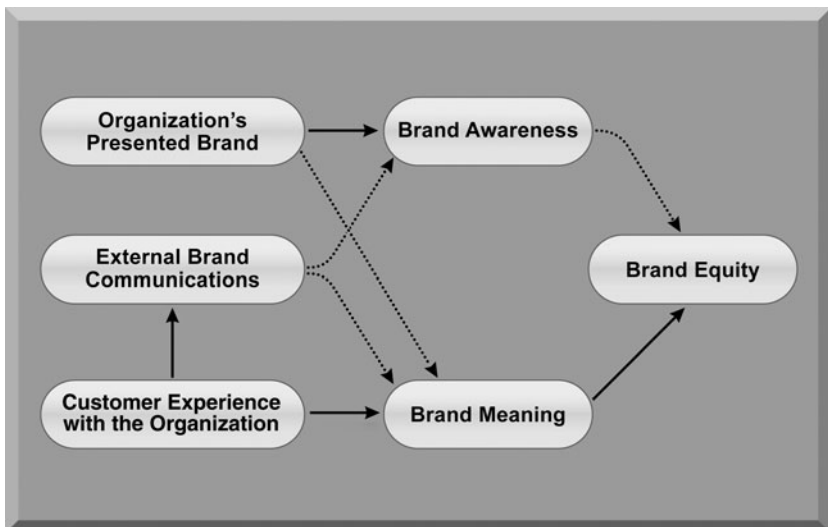 Organization's
Presented Brand
Brand Awareness
External Brand
Communications
Brand Equity
Customer Experience
with the Organization
Brand Meaning